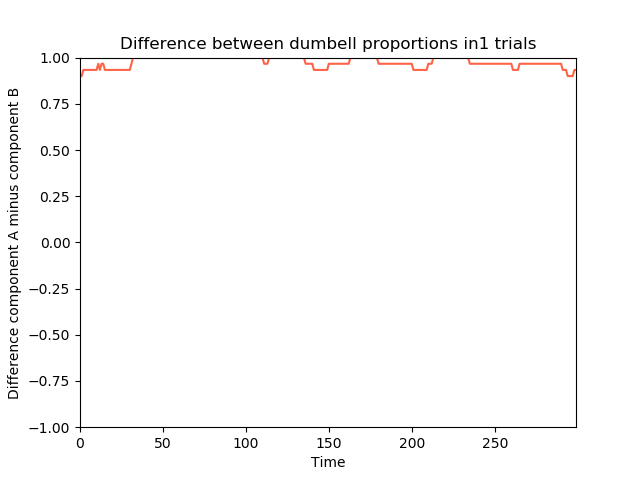 Difference between dumbell proportions in1 trials
Difference component A minus component B
1.00
0.75
0.50
0.25
0.00
−0.25
−0.50
−0.75
−1.00
0 50 100 150 200 250
Time